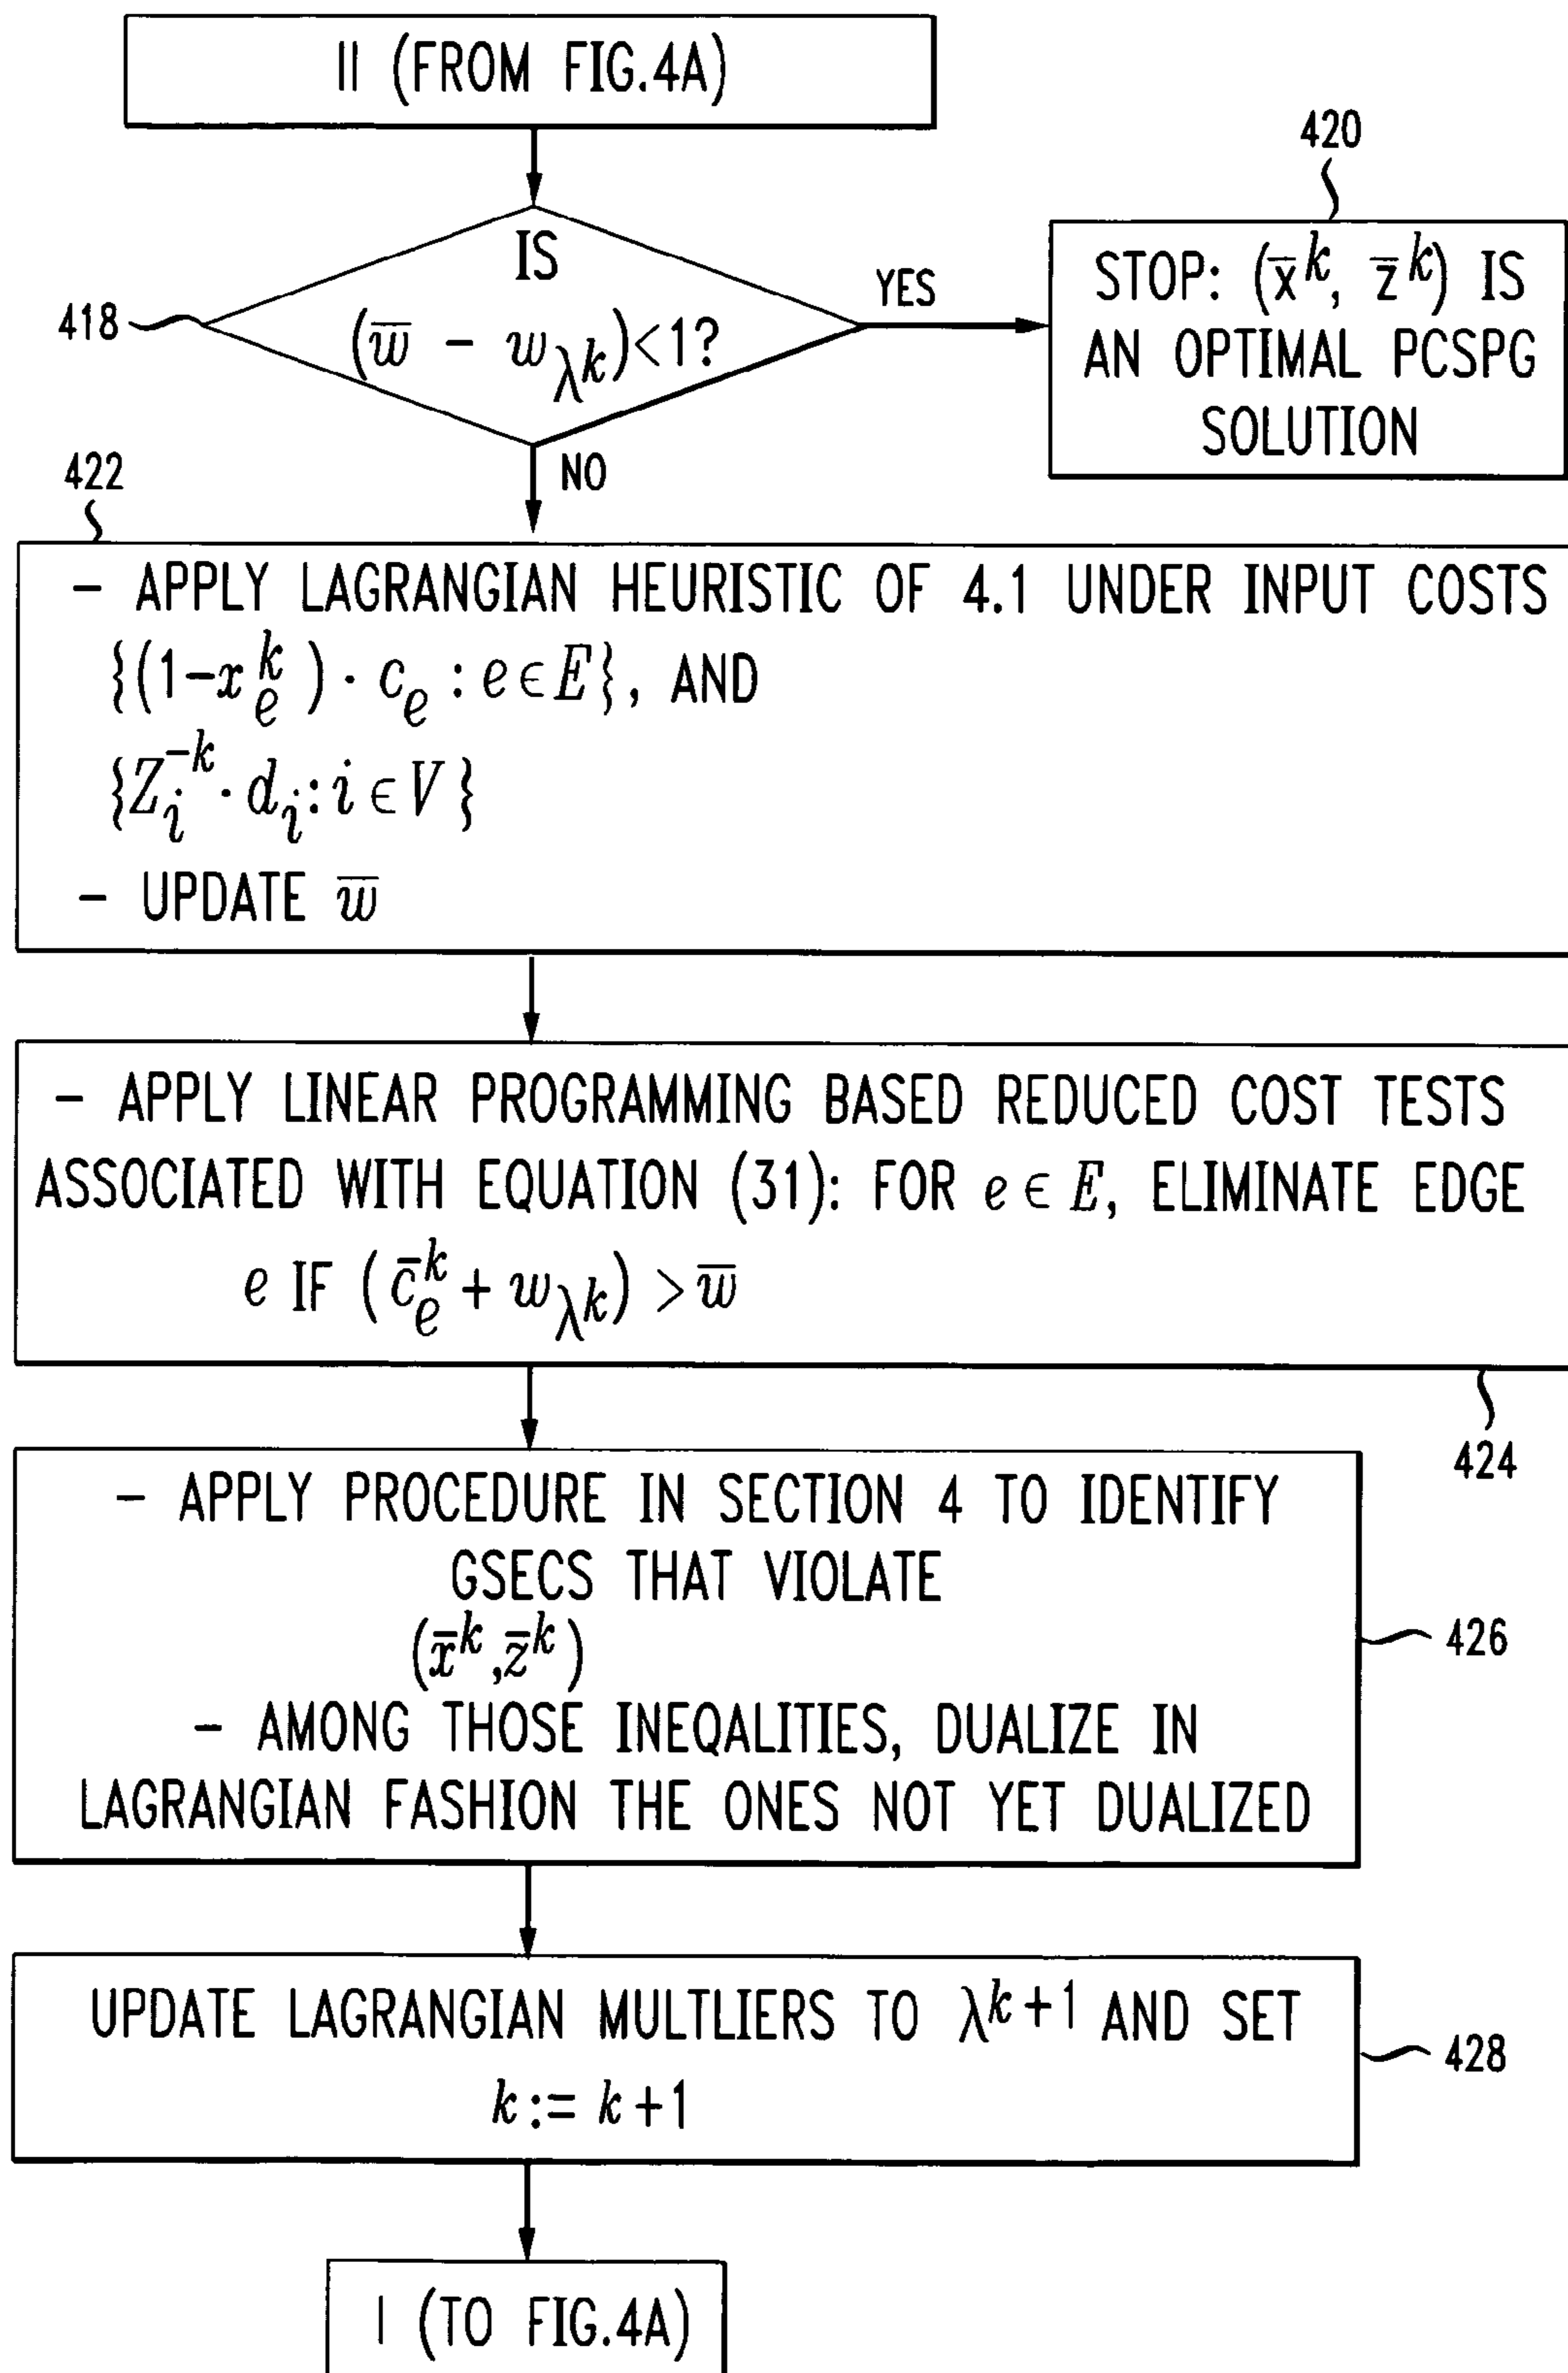 II (FROM FIG.4A)
420
IS
(w̅ - w_λ^k)<1?
418
YES
STOP: (x̅^k, z̅^k) IS
AN OPTIMAL PCSPG
SOLUTION
NO
422
- APPLY LAGRANGIAN HEURISTIC OF 4.1 UNDER INPUT COSTS
{(1-x_e^k) · c_e : e∈E}, AND
{Z_i^-k · d_i : i∈V}
- UPDATE w̅
- APPLY LINEAR PROGRAMMING BASED REDUCED COST TESTS
ASSOCIATED WITH EQUATION (31): FOR e∈E, ELIMINATE EDGE
e IF (c̅_e^k + w_λ^k) > w̅
424
- APPLY PROCEDURE IN SECTION 4 TO IDENTIFY
GSECS THAT VIOLATE
(x̅^k, z̅^k)
426
- AMONG THOSE INEQALITIES, DUALIZE IN
LAGRANGIAN FASHION THE ONES NOT YET DUALIZED
UPDATE LAGRANGIAN MULTLIERS TO λ^k+1 AND SET
k := k+1
428
I (TO FIG.4A)